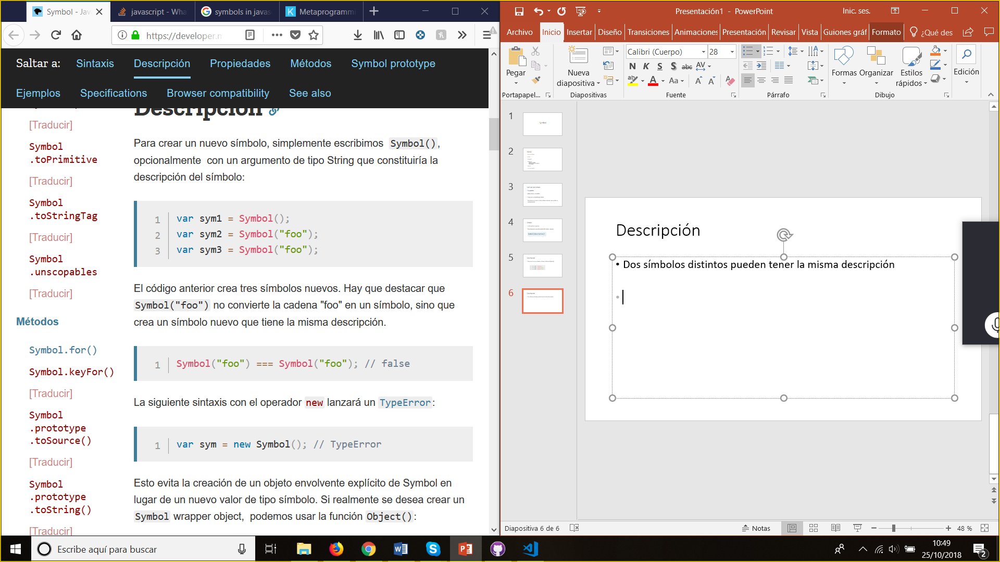 Symbol - Jav
javascript - Wha
symbols in javas
Metaprogrammi
https://developer.n
Saltar a:
Sintaxis
Descripción
Propiedades
Métodos
Symbol prototype
Ejemplos
Specifications
Browser compatibility
See also
[Traducir]
Symbol
.toPrimitive
[Traducir]
Symbol
.toStringTag
[Traducir]
Symbol
.unscopables
[Traducir]
Métodos
Symbol.for()
Symbol.keyFor()
[Traducir]
Symbol
.prototype
.toSource()
[Traducir]
Symbol
.prototype
.toString()
[Traducir]
Descripción
Para crear un nuevo símbolo, simplemente escribimos Symbol(),
opcionalmente con un argumento de tipo String que constituiría la
descripción del símbolo:
1 var sym1 = Symbol();
2 var sym2 = Symbol("foo");
3 var sym3 = Symbol("foo");
El código anterior crea tres símbolos nuevos. Hay que destacar que
Symbol("foo") no convierte la cadena "foo" en un símbolo, sino que
crea un símbolo nuevo que tiene la misma descripción.
1 Symbol("foo") === Symbol("foo"); // false
La siguiente sintaxis con el operador new lanzará un TypeError:
1 var sym = new Symbol(); // TypeError
Esto evita la creación de un objeto envolvente explícito de Symbol en
lugar de un nuevo valor de tipo símbolo. Si realmente se desea crear un
Symbol wrapper object, podemos usar la función Object():
Presentación1 - PowerPoint
Inic. ses.
Archivo
Inicio
Insertar
Diseño
Transiciones
Animaciones
Presentación
Revisar
Vista
Guiones gráf
Formato
¿Qué des
Pegar
Portapapel...
Nueva
diapositiva
Diapositivas
Calibri (Cuerpo)
28
N K S S abc AV
ab A Aa A A
Fuente
Párrafo
Formas
Organizar
Estilos
rápidos
Dibujo
Edición
1
2
3
4
5
6
Descripción
• Dos símbolos distintos pueden tener la misma descripción
Diapositiva 6 de 6
Notas
48 %
Escribe aquí para buscar
10:49
25/10/2018
2